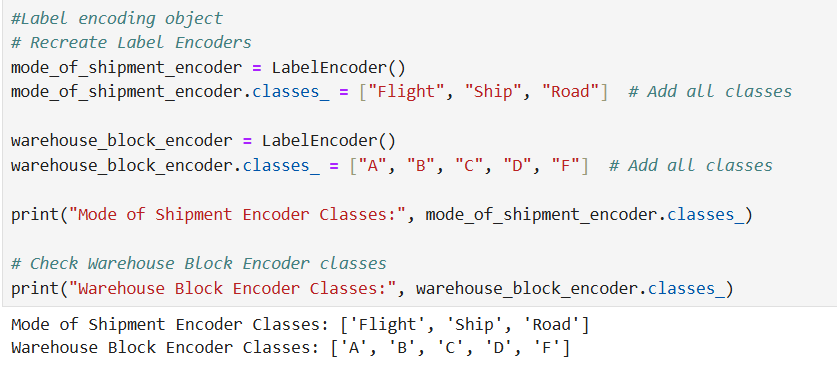 #Label encoding object
# Recreate Label Encoders
mode_of_shipment_encoder = LabelEncoder()
mode_of_shipment_encoder.classes_ = ["Flight", "Ship", "Road"]  # Add all classes
warehouse_block_encoder = LabelEncoder()
warehouse_block_encoder.classes_ = ["A", "B", "C", "D", "F"]  # Add all classes
print("Mode of Shipment Encoder Classes:", mode_of_shipment_encoder.classes_)
# Check Warehouse Block Encoder classes
print("Warehouse Block Encoder Classes:", warehouse_block_encoder.classes_)
Mode of Shipment Encoder Classes: ['Flight', 'Ship', 'Road']
Warehouse Block Encoder Classes: ['A', 'B', 'C', 'D', 'F']